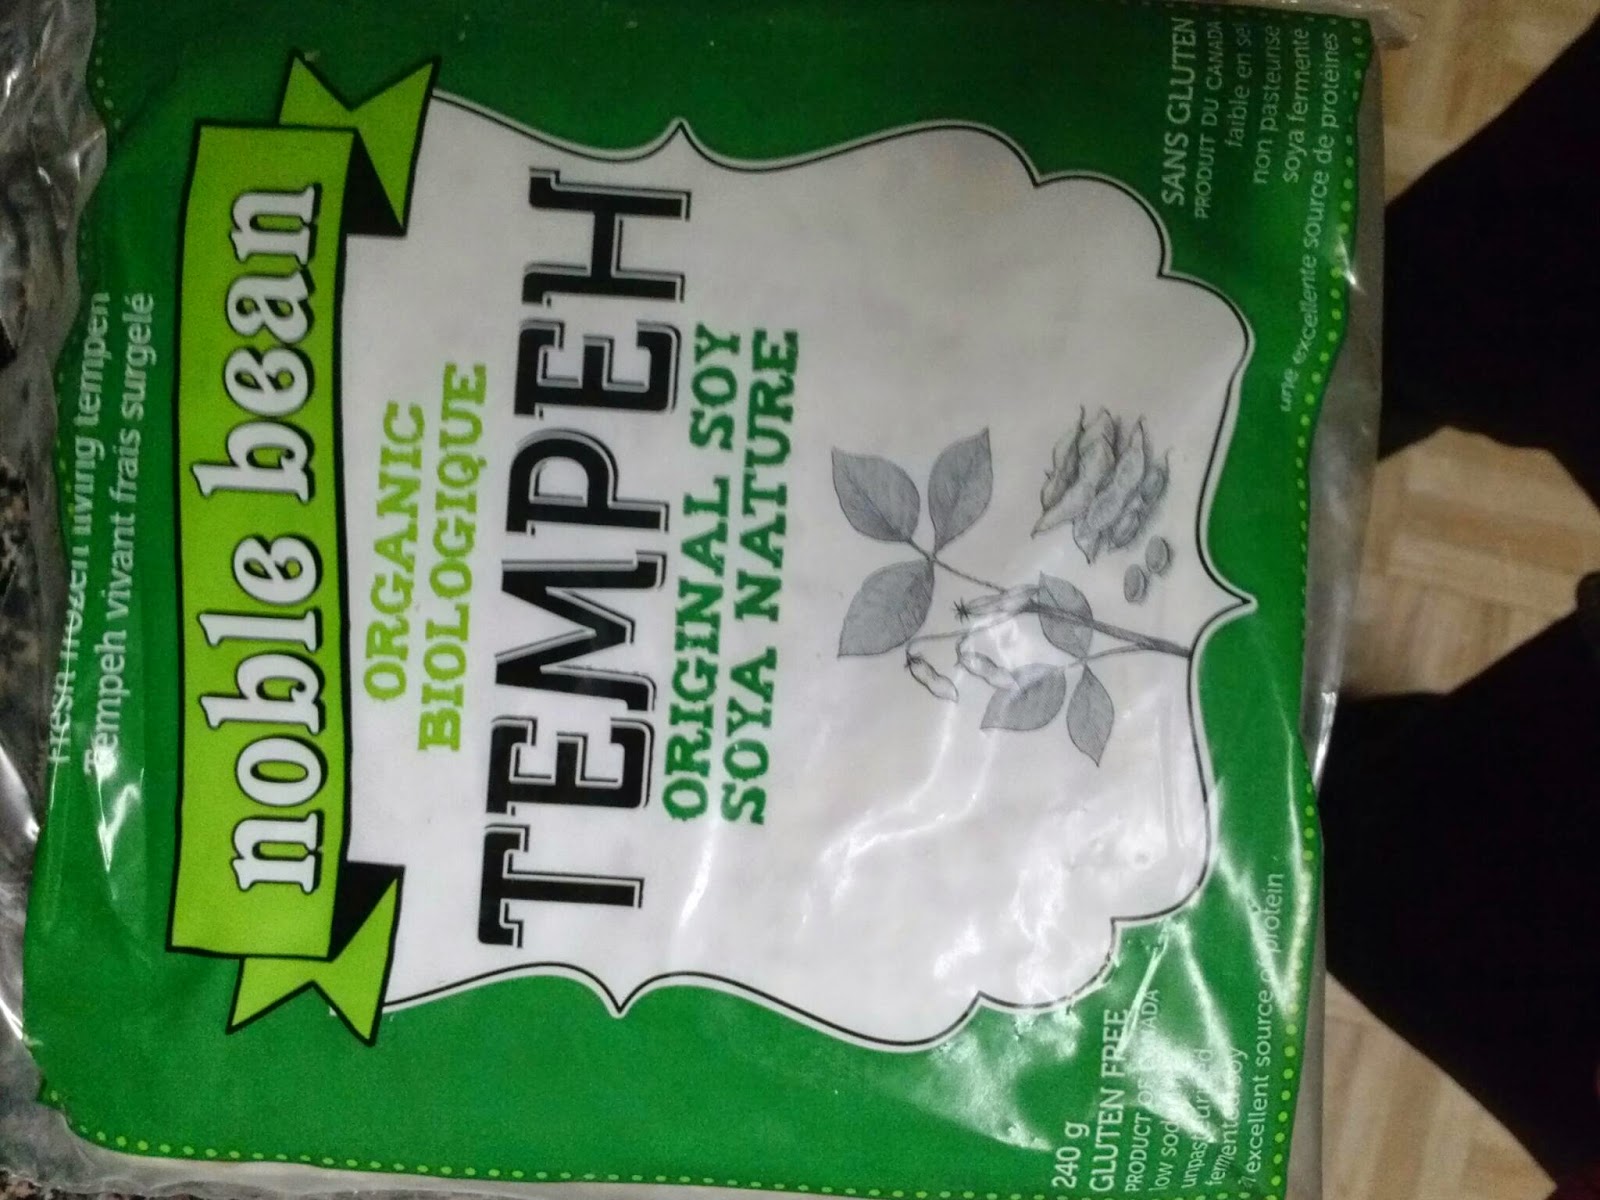 Fresh frozen living tempeh
Tempeh vivant frais surgelé
noble bean
ORGANIC
BIOLOGIQUE
TEMPEH
ORIGINAL SOY
SOYA NATURE
240 g
GLUTEN FREE
PRODUCT OF CANADA
low sodium
unpasteurized
fermented soy
excellent source of protein
SANS GLUTEN
PRODUIT DU CANADA
faible en sel
non pasteurisé
soya fermenté
une excellente source de protéines